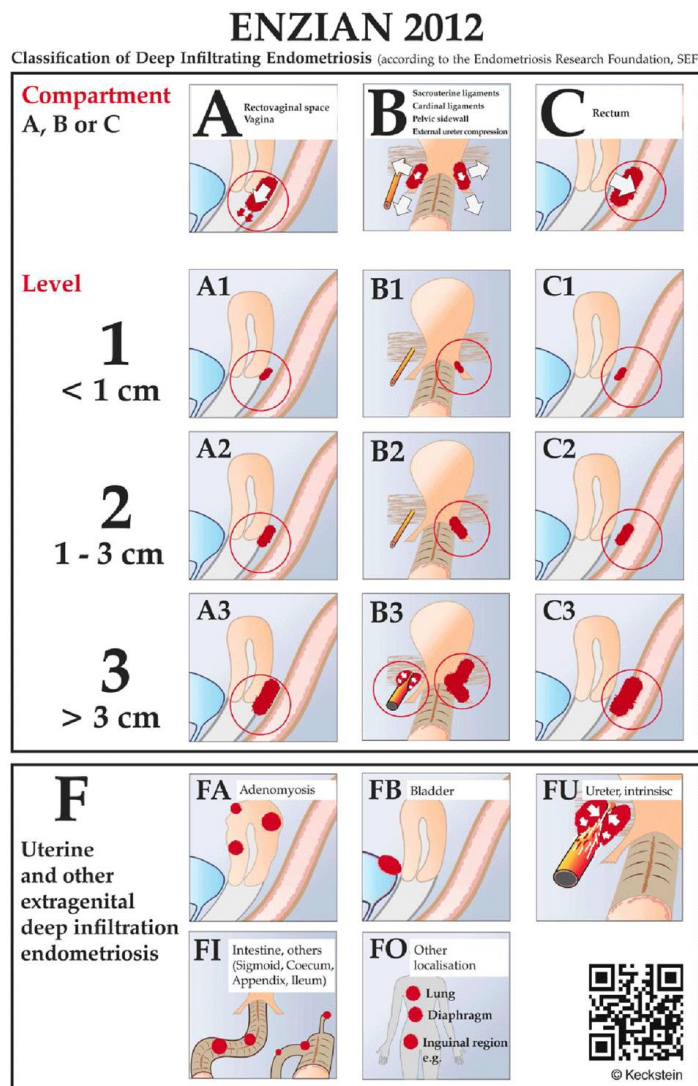 ENZIAN 2012
Classification of Deep Infiltrating Endometriosis (according to the Endometriosis Research Foundation, SEF
Compartment
A, B or C
A
Rectovaginal space
Vagina
B
Sacrouterine ligaments
Cardinal ligaments
Pelvic sidewall
External ureter compression
C
Rectum
Level
1
< 1 cm
A1
B1
C1
2
1 - 3 cm
A2
B2
C2
3
> 3 cm
A3
B3
C3
F
Uterine
and other
extragenital
deep infiltration
endometriosis
FA Adenomyosis
FB Bladder
FU Ureter, intrinsisc
FI Intestine, others
(Sigmoid, Coecum,
Appendix, Ileum)
FO Other
localisation
Lung
Diaphragm
Inguinal region
e.g.
© Keckstein